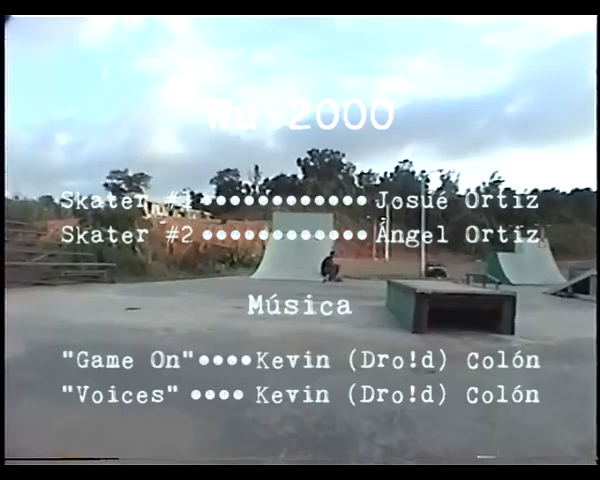 Wu 2000
Skater #1 •••••••••••• Josué Ortiz
Skater #2 •••••••••••• Ángel Ortiz
Música
"Game On" •••• Kevin (Dro!d) Colón
"Voices" •••• Kevin (Dro!d) Colón